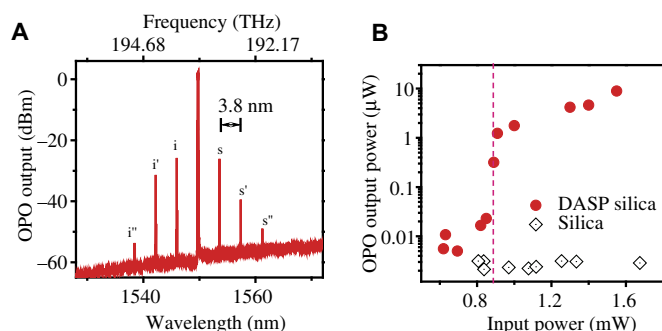 A
Frequency (THz)
194.68 192.17
OPO output (dBm)
0
−20
−40
−60
3.8 nm
i'' i' i s s' s''
1540 1560
Wavelength (nm)
B
OPO output power (μW)
10
1
0.1
0.01
DASP silica
Silica
0.8 1.2 1.6
Input power (mW)